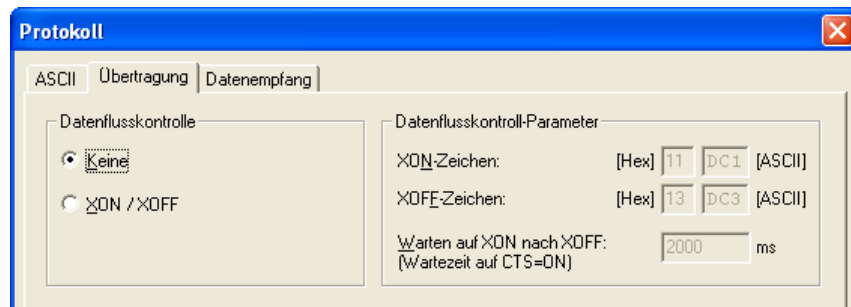 Protokoll
ASCII Übertragung Datenempfang
Datenflusskontrolle
Keine
XON / XOFF
Datenflusskontroll-Parameter
XON-Zeichen: [Hex] 11 DC1 [ASCII]
XOFF-Zeichen: [Hex] 13 DC3 [ASCII]
Warten auf XON nach XOFF: 2000 ms
(Wartezeit auf CTS=ON)